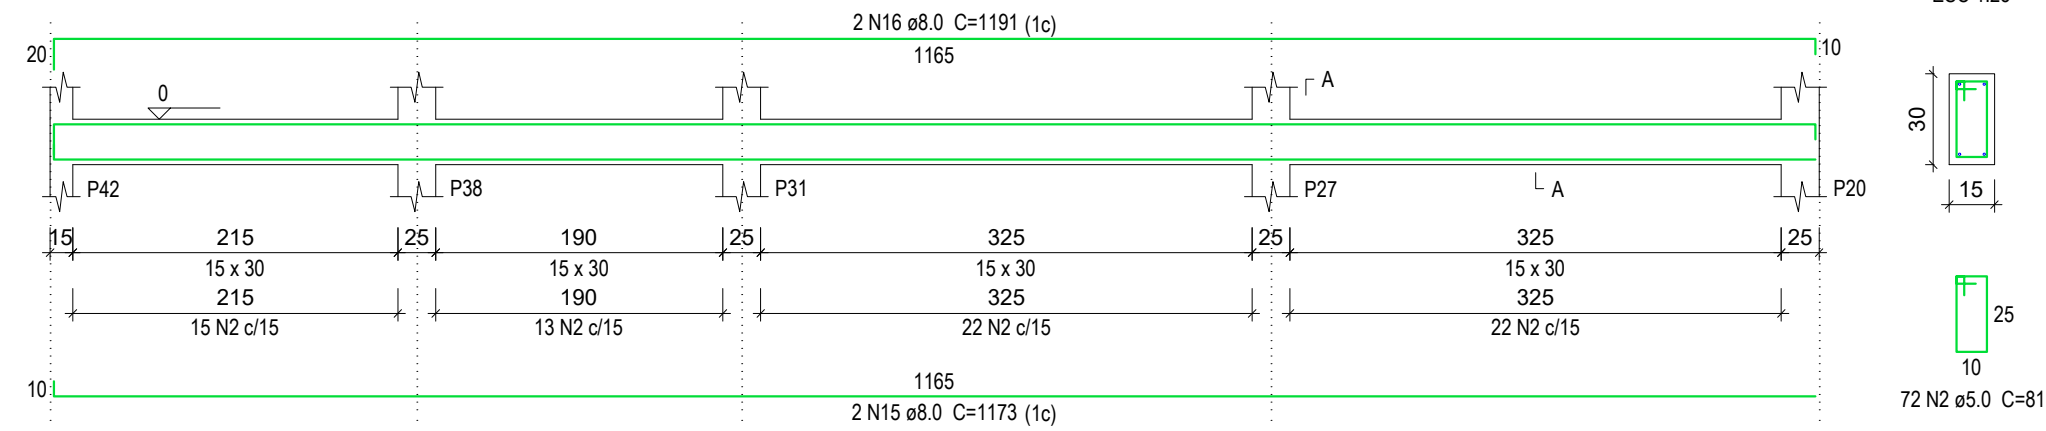 2 N16 ø8.0 C=1191 (1c)
20 1165 10
0 A
30
P42 P38 P31 P27 A P20 15
15 215 25 190 25 325 25 325 25
15 x 30 15 x 30 15 x 30 15 x 30
215 190 325 325
15 N2 c/15 13 N2 c/15 22 N2 c/15 22 N2 c/15 25
10
10 1165
72 N2 ø5.0 C=81
2 N15 ø8.0 C=1173 (1c)